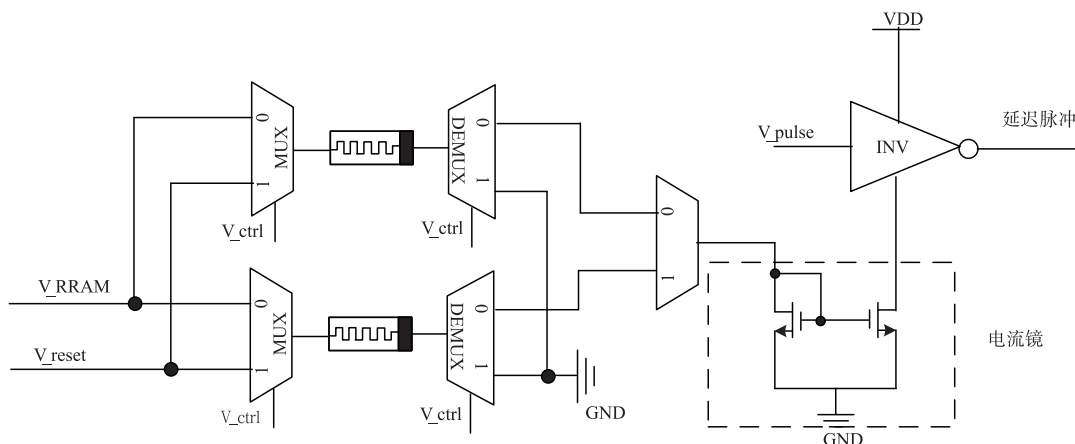 VDD
延迟脉冲
V_pulse
INV
0
MUX
1
V_ctrl
0
DEMUX
1
V_ctrl
0
1
V_RRAM
V_reset
0
MUX
1
V_ctrl
0
DEMUX
1
V_ctrl
GND
电流镜
GND